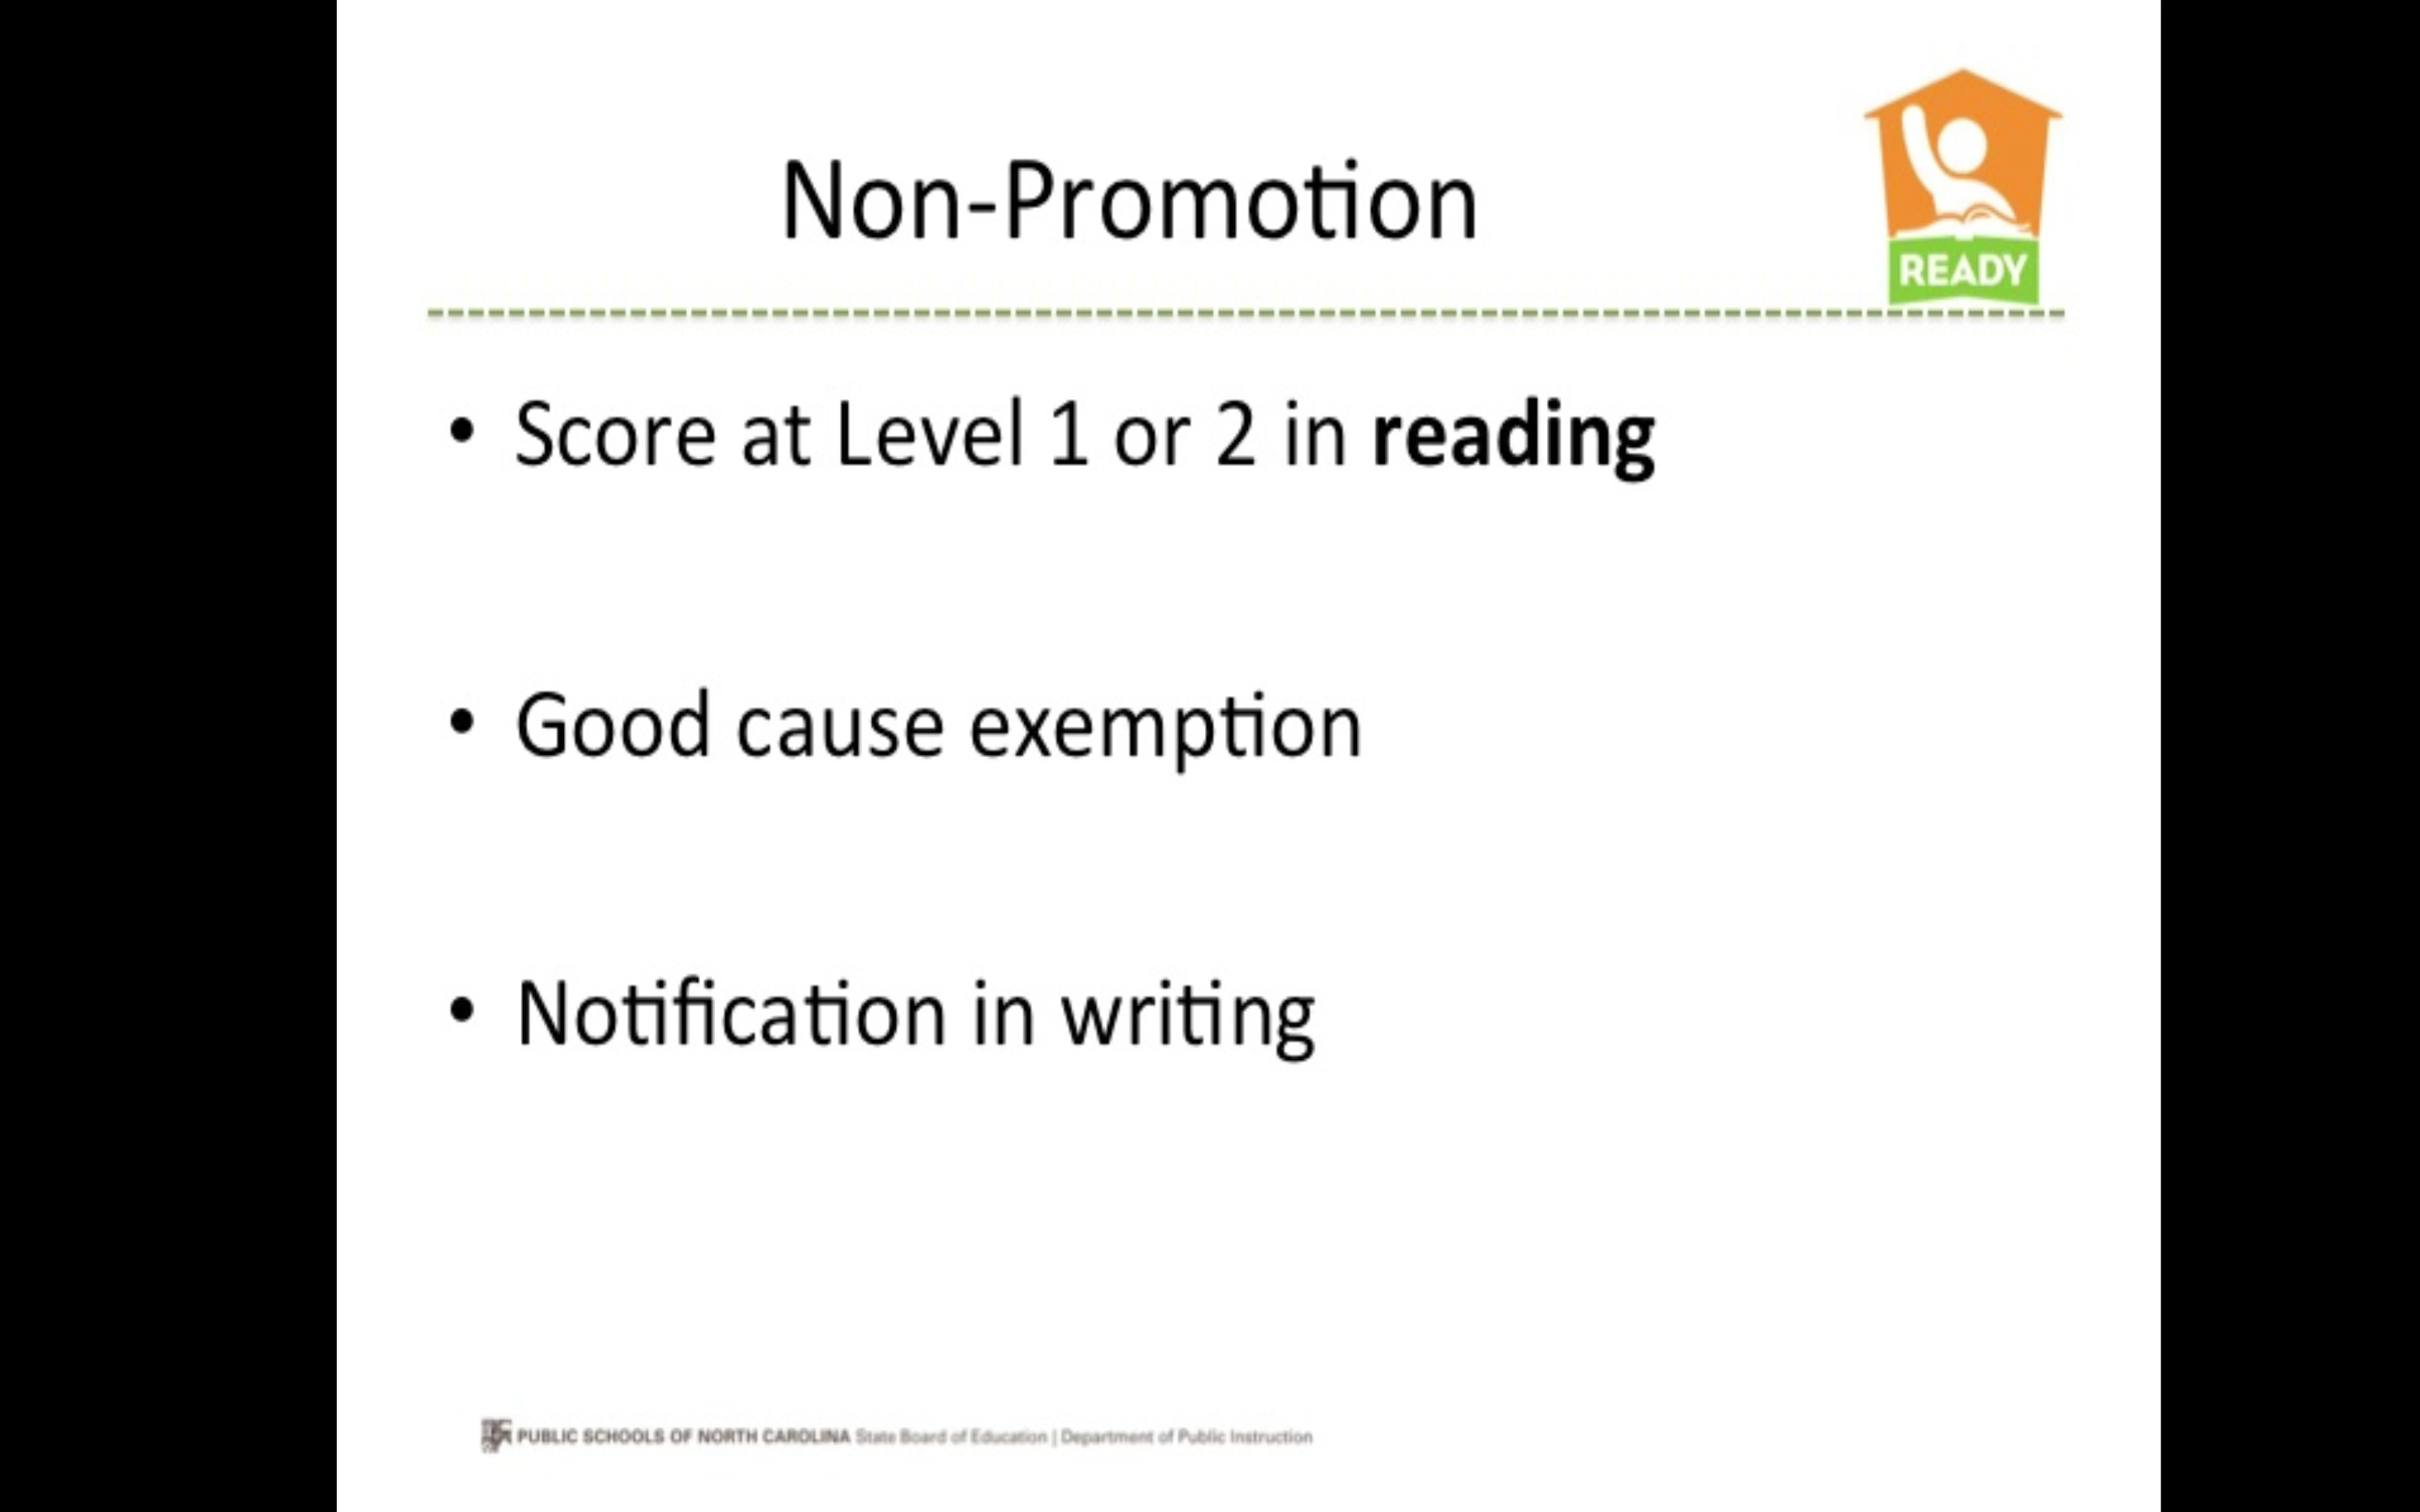 Non-Promotion
READY
• Score at Level 1 or 2 in reading
• Good cause exemption
• Notification in writing
PUBLIC SCHOOLS OF NORTH CAROLINA State Board of Education | Department of Public Instruction